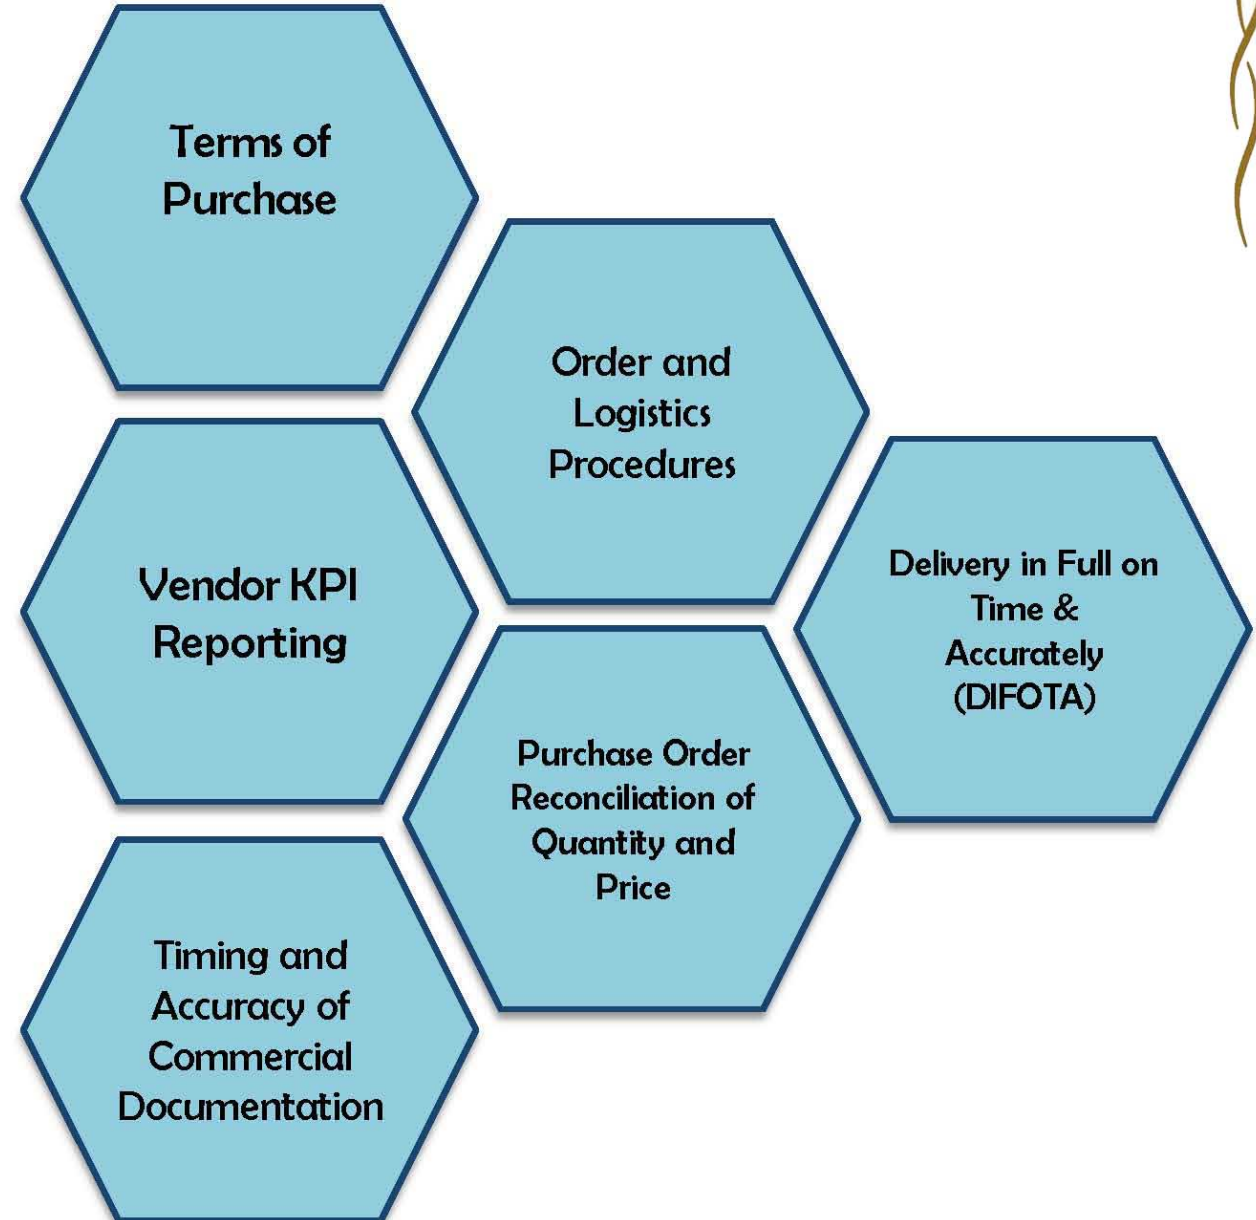 Terms of
Purchase
Order and
Logistics
Procedures
Vendor KPI
Reporting
Delivery in Full on
Time &
Accurately
(DIFOTA)
Purchase Order
Reconciliation of
Quantity and
Price
Timing and
Accuracy of
Commercial
Documentation